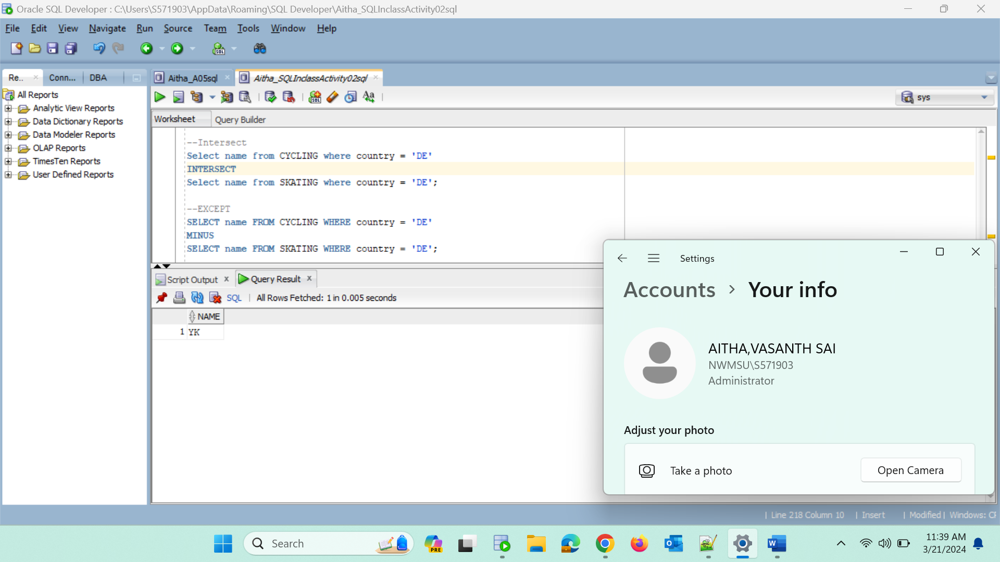 Oracle SQL Developer : C:\Users\S571903\AppData\Roaming\SQL Developer\Aitha_SQLInclassActivity02sql
File Edit View Navigate Run Source Team Tools Window Help
SQL
Re.. Conn... DBA
Aitha_A05sql Aitha_SQLInclassActivity02sql
All Reports
Analytic View Reports
Data Dictionary Reports
Data Modeler Reports
OLAP Reports
TimesTen Reports
User Defined Reports
SQL Aa sys
Worksheet Query Builder
--Intersect
Select name from CYCLING where country = 'DE'
INTERSECT
Select name from SKATING where country = 'DE';
--EXCEPT
SELECT name FROM CYCLING WHERE country = 'DE'
MINUS
SELECT name FROM SKATING WHERE country = 'DE';
Script Output x Query Result x
SQL | All Rows Fetched: 1 in 0.005 seconds
NAME
1 YK
Settings
Accounts > Your info
AITHA,VASANTH SAI
NWMSU\S571903
Administrator
Adjust your photo
Take a photo Open Camera
| Line 218 Column 10 | Insert | Modified | Windows: CF
Search
PRE
11:39 AM
3/21/2024